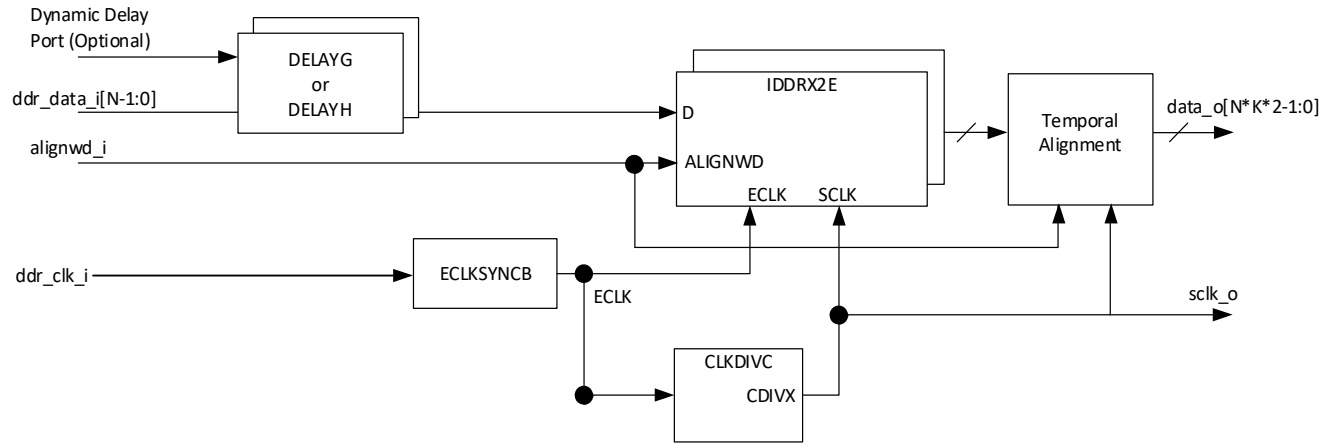 Dynamic Delay
Port (Optional)
DELAYG
or
DELAYH
ddr_data_i[N-1:0]
alignwd_i
IDDRX2E
D
ALIGNWD
ECLK
SCLK
Temporal
Alignment
data_o[N*K*2-1:0]
ddr_clk_i
ECLKSYNCB
ECLK
sclk_o
CLKDIVC
CDIVX